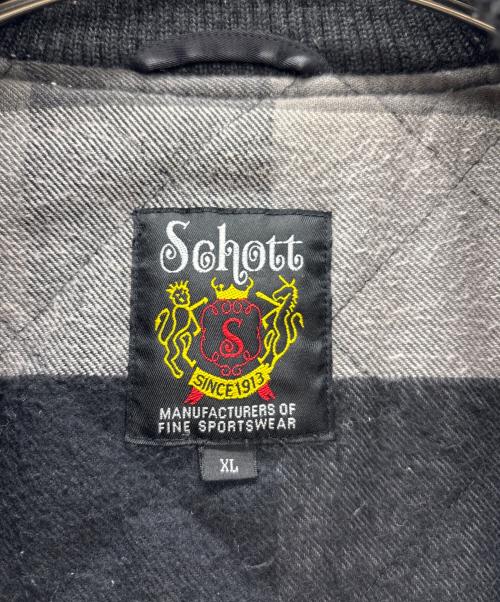 Schott
S
SINCE 1913
MANUFACTURERS OF
FINE SPORTSWEAR
XL